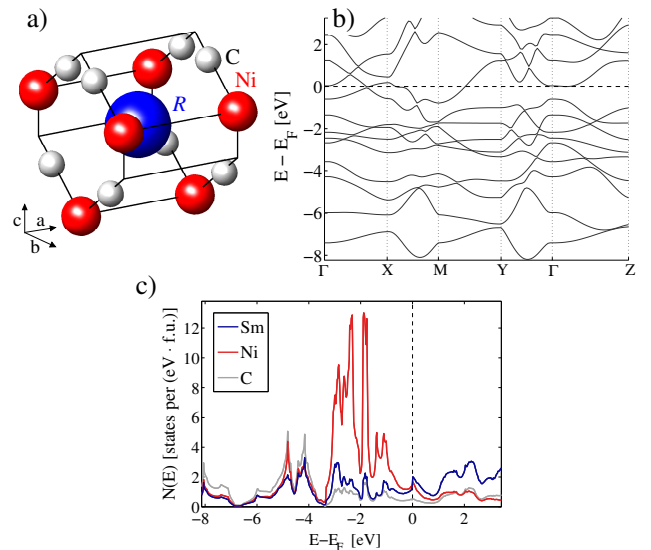 a)
C
Ni
R
c
a
b
b)
E − E_F [eV]
2
0
−2
−4
−6
−8
Γ X M Y Γ Z
c)
N(E) [states per (eV · f.u.)]
12
10
8
6
4
2
0
Sm
Ni
C
−8 −6 −4 −2 0 2
E−E_F [eV]